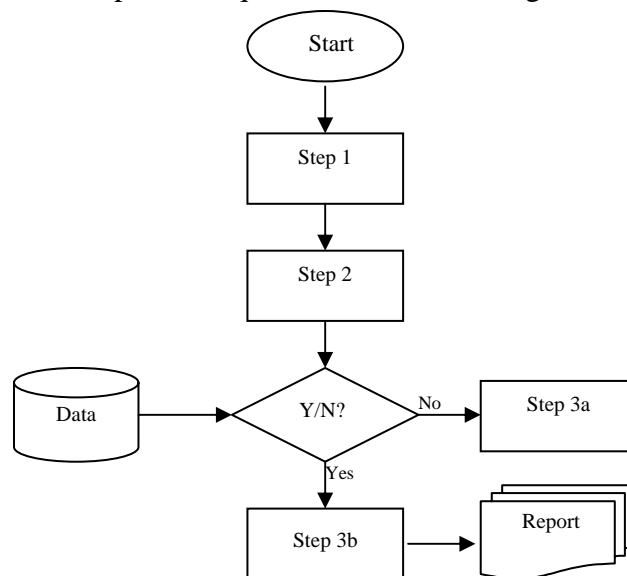 Start
Step 1
Step 2
Data
Y/N?
No
Step 3a
Yes
Step 3b
Report